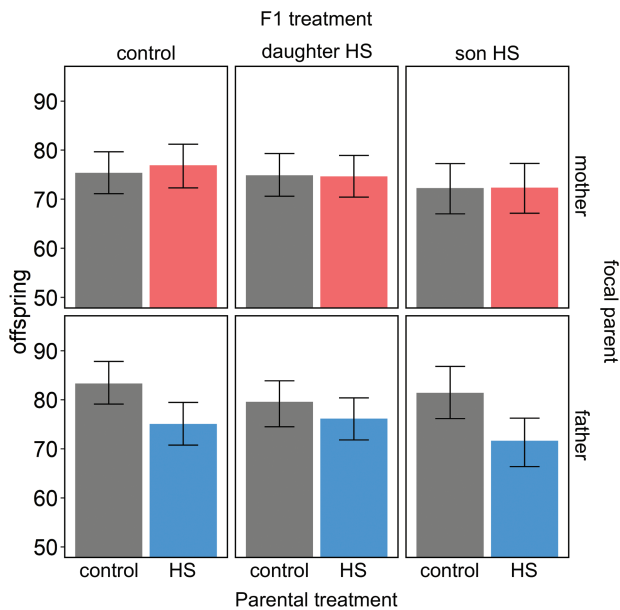 F1 treatment
control
daughter HS
son HS
90
80
70
60
50
mother
offspring
focal parent
90
80
70
60
50
father
control HS
control HS
control HS
Parental treatment